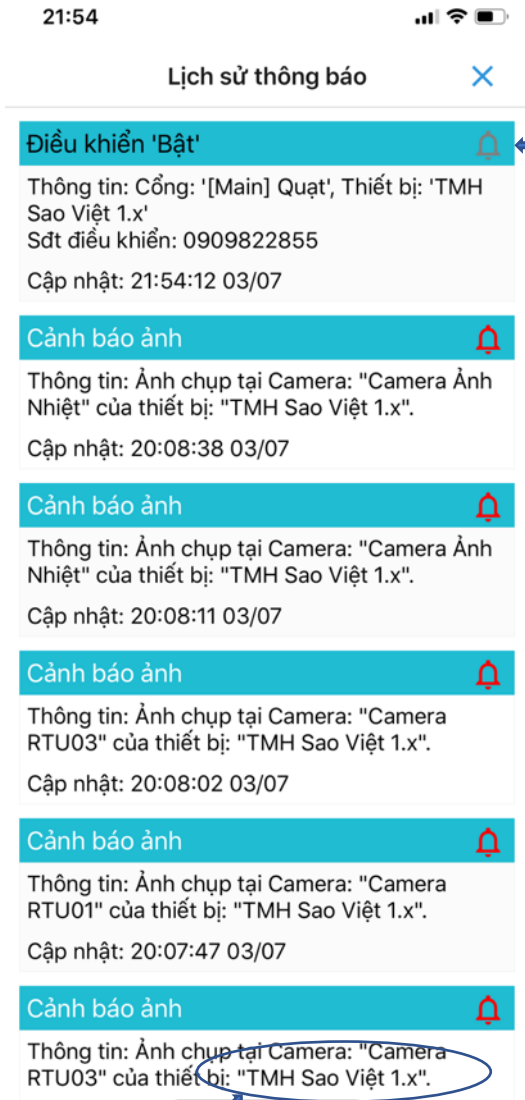 21:54
Lịch sử thông báo
Điều khiển 'Bật'
Thông tin: Cổng: '[Main] Quạt', Thiết bị: 'TMH
Sao Việt 1.x'
Sđt điều khiển: 0909822855
Cập nhật: 21:54:12 03/07
Cảnh báo ảnh
Thông tin: Ảnh chụp tại Camera: "Camera Ảnh
Nhiệt" của thiết bị: "TMH Sao Việt 1.x".
Cập nhật: 20:08:38 03/07
Cảnh báo ảnh
Thông tin: Ảnh chụp tại Camera: "Camera Ảnh
Nhiệt" của thiết bị: "TMH Sao Việt 1.x".
Cập nhật: 20:08:11 03/07
Cảnh báo ảnh
Thông tin: Ảnh chụp tại Camera: "Camera
RTU03" của thiết bị: "TMH Sao Việt 1.x".
Cập nhật: 20:08:02 03/07
Cảnh báo ảnh
Thông tin: Ảnh chụp tại Camera: "Camera
RTU01" của thiết bị: "TMH Sao Việt 1.x".
Cập nhật: 20:07:47 03/07
Cảnh báo ảnh
Thông tin: Ảnh chụp tại Camera: "Camera
RTU03" của thiết bị: "TMH Sao Việt 1.x".